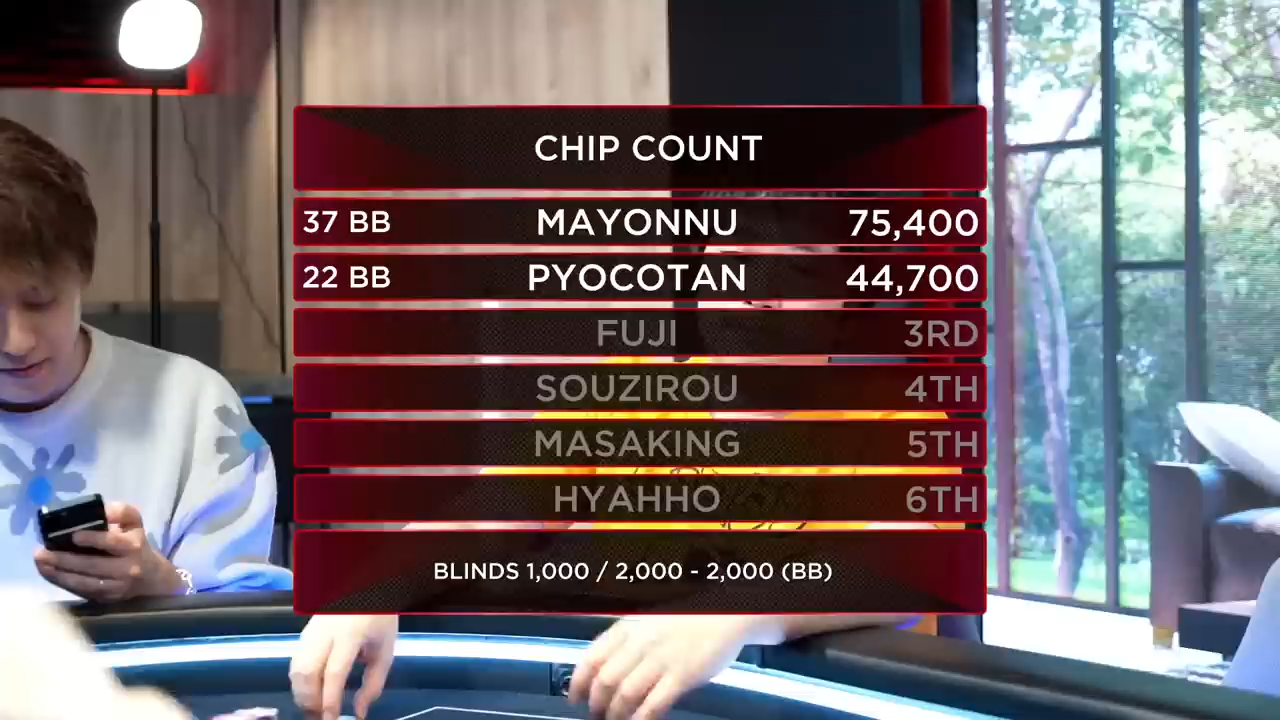 CHIP COUNT
37 BB MAYONNU 75,400
22 BB PYOCOTAN 44,700
FUJI 3RD
SOUZIROU 4TH
MASAKING 5TH
HYAHHO 6TH
BLINDS 1,000 / 2,000 - 2,000 (BB)